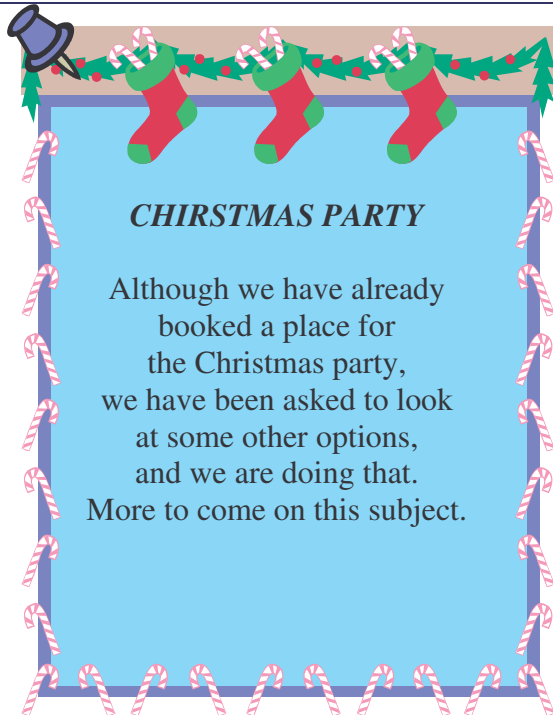 CHIRSTMAS PARTY
Although we have already
booked a place for
the Christmas party,
we have been asked to look
at some other options,
and we are doing that.
More to come on this subject.